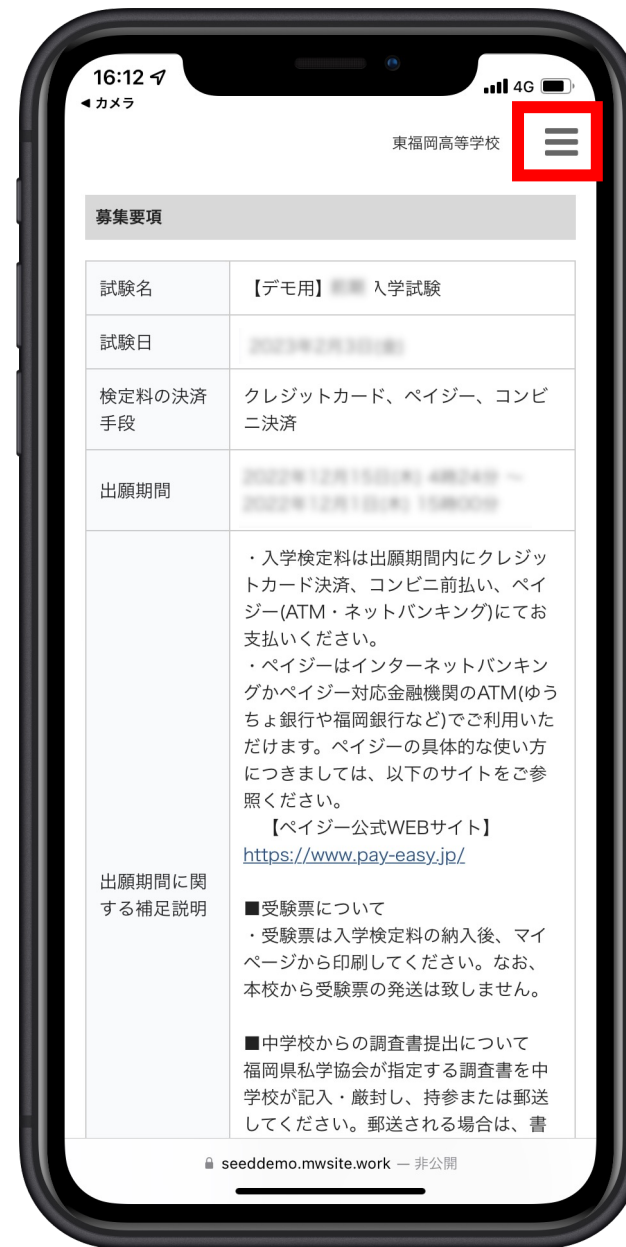 16:12
4G
◀ カメラ
東福岡高等学校
募集要項
試験名
【デモ用】 入学試験
試験日
検定料の決済
手段
クレジットカード、ペイジー、コンビ
ニ決済
出願期間
出願期間に関
する補足説明
・入学検定料は出願期間内にクレジッ
トカード決済、コンビニ前払い、ペイ
ジー(ATM・ネットバンキング)にてお
支払いください。
・ペイジーはインターネットバンキン
グかペイジー対応金融機関のATM(ゆう
ちょ銀行や福岡銀行など)でご利用いた
だけます。ペイジーの具体的な使い方
につきましては、以下のサイトをご参
照ください。
【ペイジー公式WEBサイト】
https://www.pay-easy.jp/
■受験票について
・受験票は入学検定料の納入後、マイ
ページから印刷してください。なお、
本校から受験票の発送は致しません。
■中学校からの調査書提出について
福岡県私学協会が指定する調査書を中
学校が記入・厳封し、持参または郵送
してください。郵送される場合は、書
seeddemo.mwsite.work — 非公開